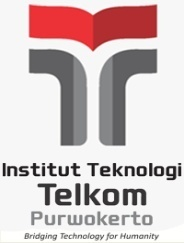 Institut Teknologi
Telkom
Purwokerto
Bridging Technology for Humanity